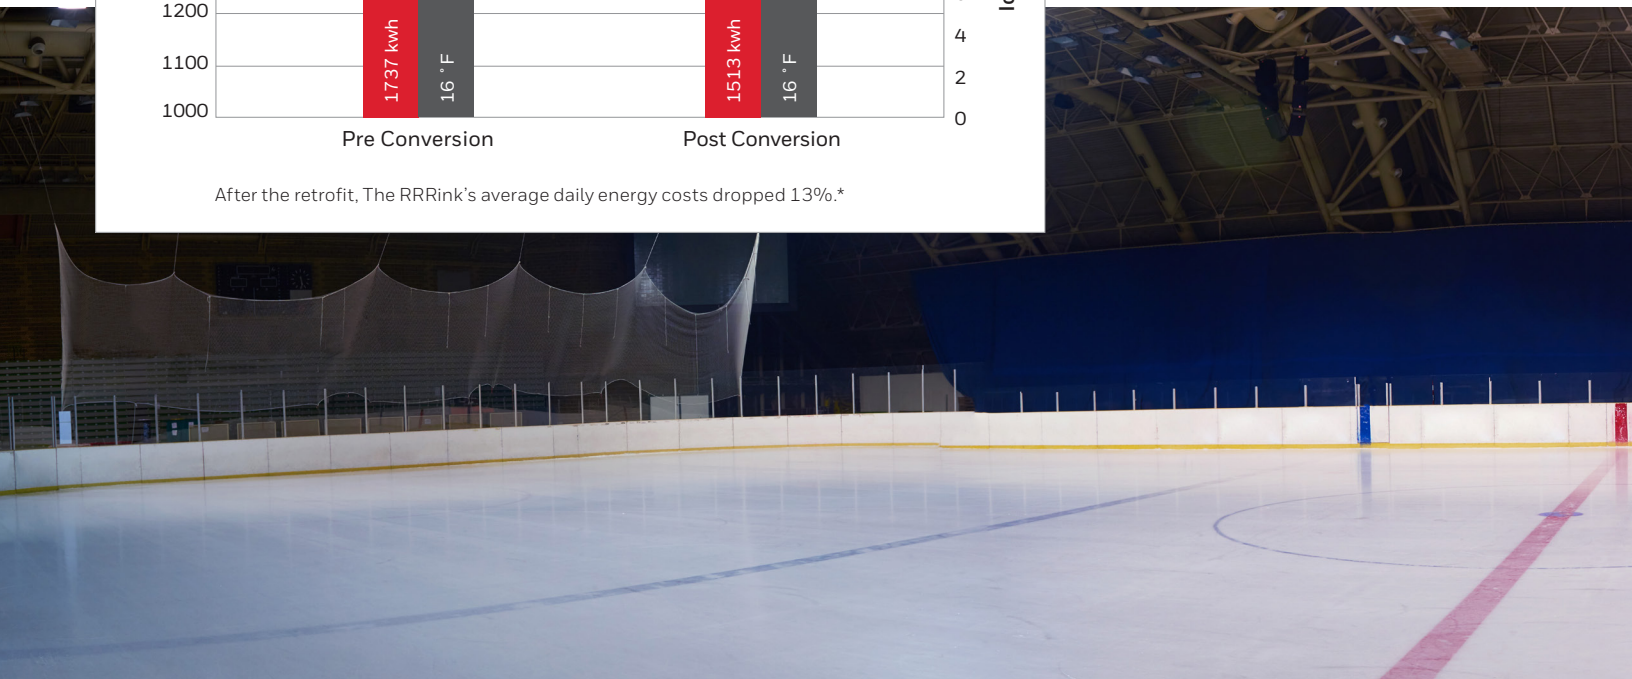 1200
1100
1000
1737 kwh
16 °F
1513 kwh
16 °F
4
2
0
Pre Conversion
Post Conversion
After the retrofit, The RRRink's average daily energy costs dropped 13%.*